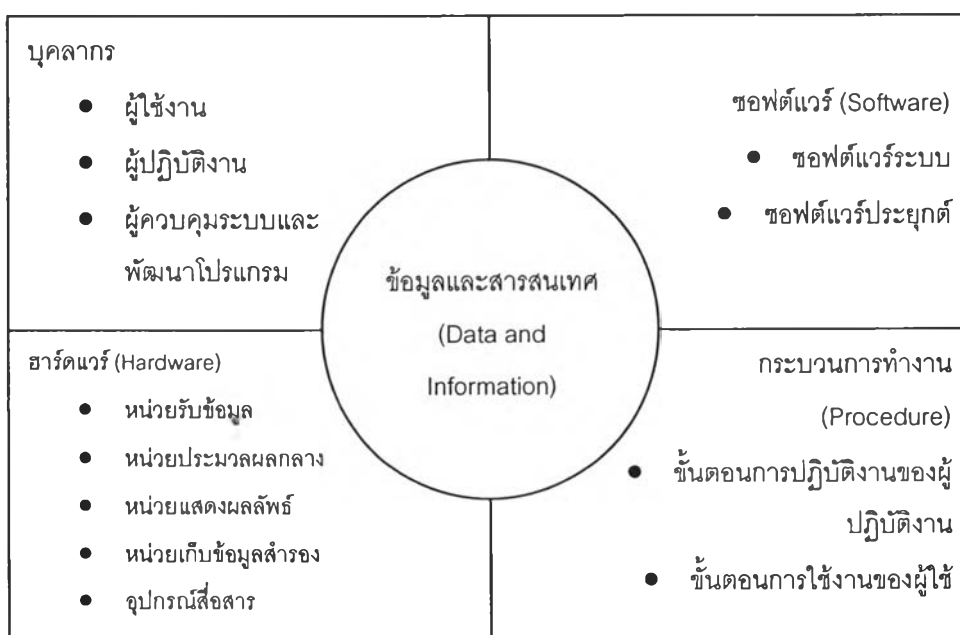 บุคลากร
● ผู้ใช้งาน
● ผู้ปฏิบัติงาน
● ผู้ควบคุมระบบและ
พัฒนาโปรแกรม
ซอฟต์แวร์ (Software)
● ซอฟต์แวร์ระบบ
● ซอฟต์แวร์ประยุกต์
ข้อมูลและสารสนเทศ
(Data and
Information)
ฮาร์ดแวร์ (Hardware)
● หน่วยรับข้อมูล
● หน่วยประมวลผลกลาง
● หน่วยแสดงผลลัพธ์
● หน่วยเก็บข้อมูลสำรอง
● อุปกรณ์สื่อสาร
กระบวนการทำงาน
(Procedure)
● ขั้นตอนการปฏิบัติงานของผู้
ปฏิบัติงาน
● ขั้นตอนการใช้งานของผู้ใช้